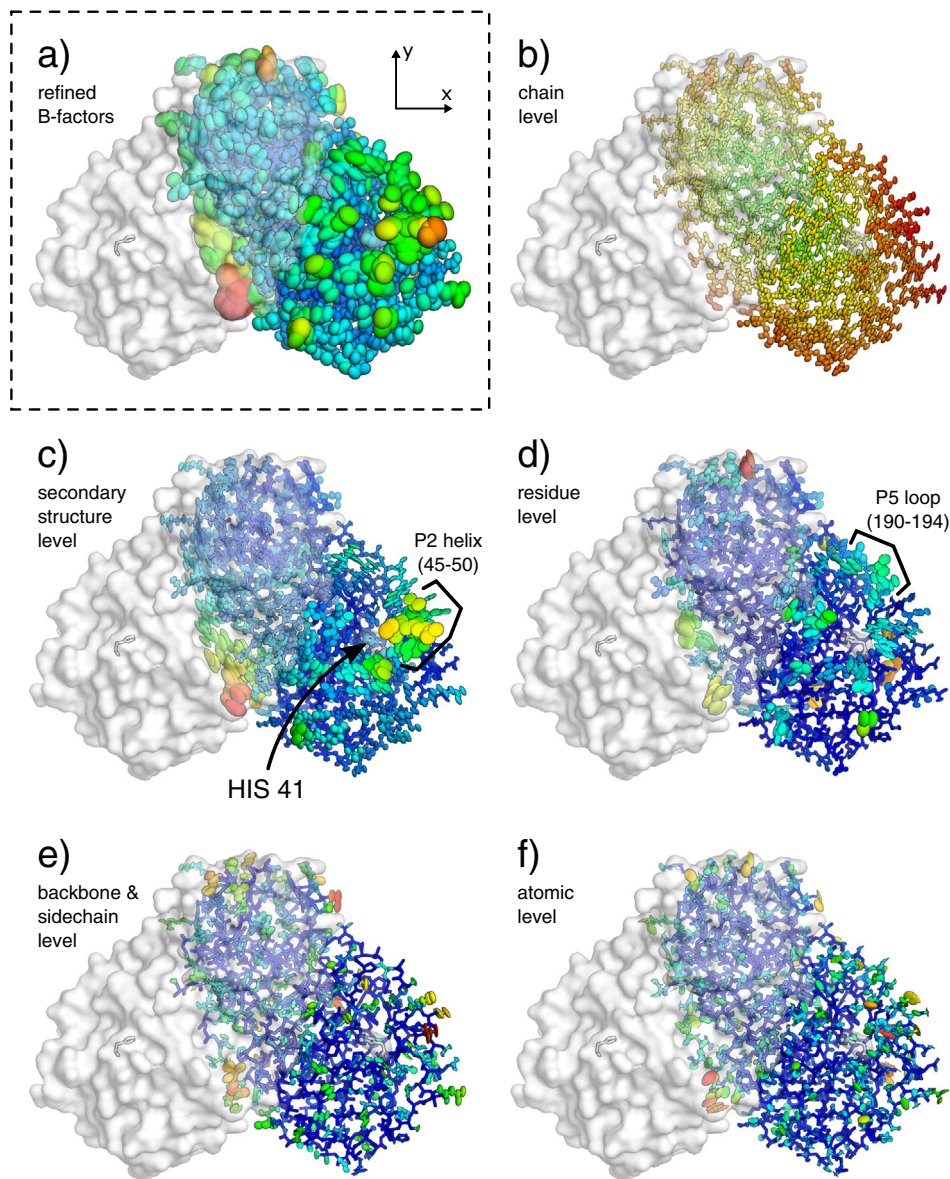 a)
refined
B-factors
y
x
b)
chain
level
c)
secondary
structure
level
P2 helix
(45-50)
HIS 41
d)
residue
level
P5 loop
(190-194)
e)
backbone &
sidechain
level
f)
atomic
level